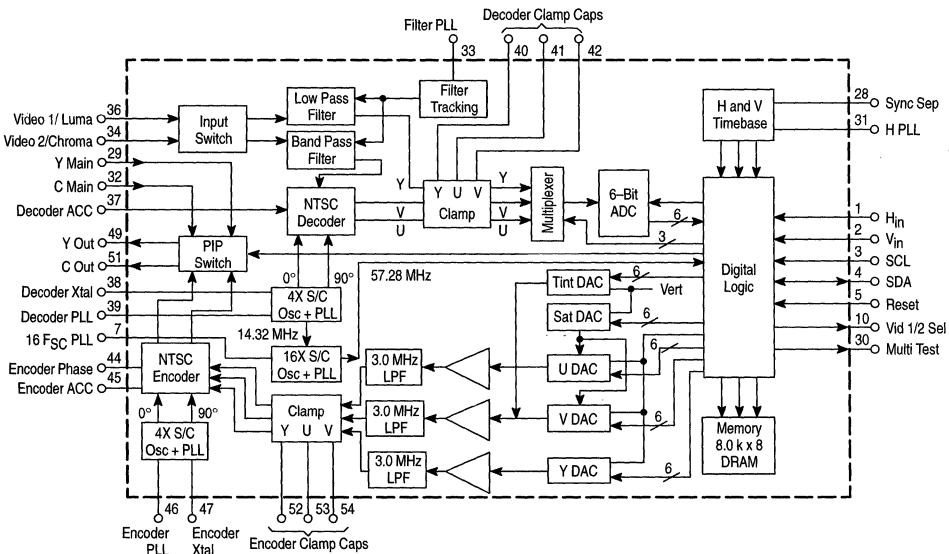 Decoder Clamp Caps
Filter PLL
33
40
41
42
Video 1/ Luma
36
Video 2/Chroma
34
Y Main
29
C Main
32
Decoder ACC
37
Y Out
49
C Out
51
Decoder Xtal
38
Decoder PLL
39
16 FSC PLL
7
Encoder Phase
44
Encoder ACC
45
Input
Switch
Low Pass
Filter
Band Pass
Filter
Filter
Tracking
NTSC
Decoder
Y
V
U
Y U V
Clamp
Y
V
U
Multiplexer
6–Bit
ADC
6
3
H and V
Timebase
28
Sync Sep
31
H PLL
PIP
Switch
0°
90°
4X S/C
Osc + PLL
57.28 MHz
14.32 MHz
16X S/C
Osc + PLL
Digital
Logic
1
Hin
2
Vin
3
SCL
4
SDA
5
Reset
10
Vid 1/2 Sel
30
Multi Test
Tint DAC
6
Vert
Sat DAC
6
U DAC
6
V DAC
6
Y DAC
6
3.0 MHz
LPF
3.0 MHz
LPF
3.0 MHz
LPF
NTSC
Encoder
0°
90°
4X S/C
Osc + PLL
Clamp
Y U V
Memory
8.0 k x 8
DRAM
46
47
52
53
54
Encoder
PLL
Encoder
Xtal
Encoder Clamp Caps